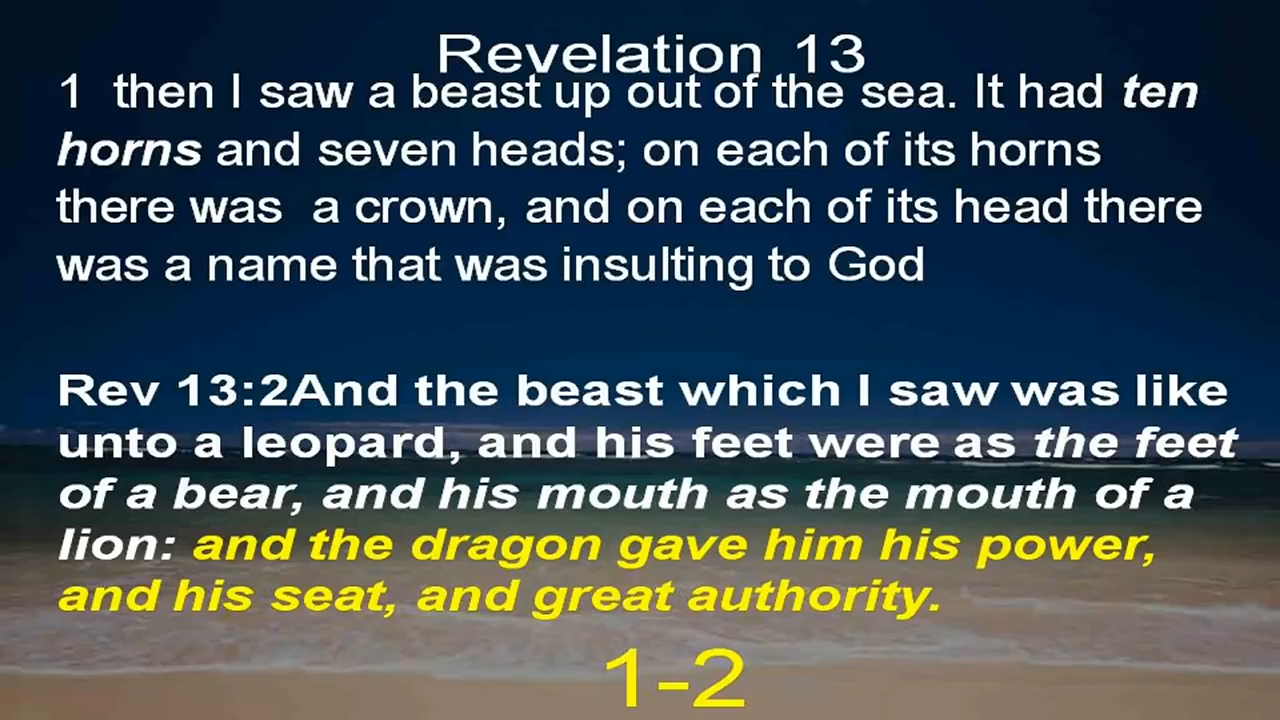 Revelation 13
1 then I saw a beast up out of the sea. It had ten
horns and seven heads; on each of its horns
there was a crown, and on each of its head there
was a name that was insulting to God
Rev 13:2And the beast which I saw was like
unto a leopard, and his feet were as the feet
of a bear, and his mouth as the mouth of a
lion: and the dragon gave him his power,
and his seat, and great authority.
1-2